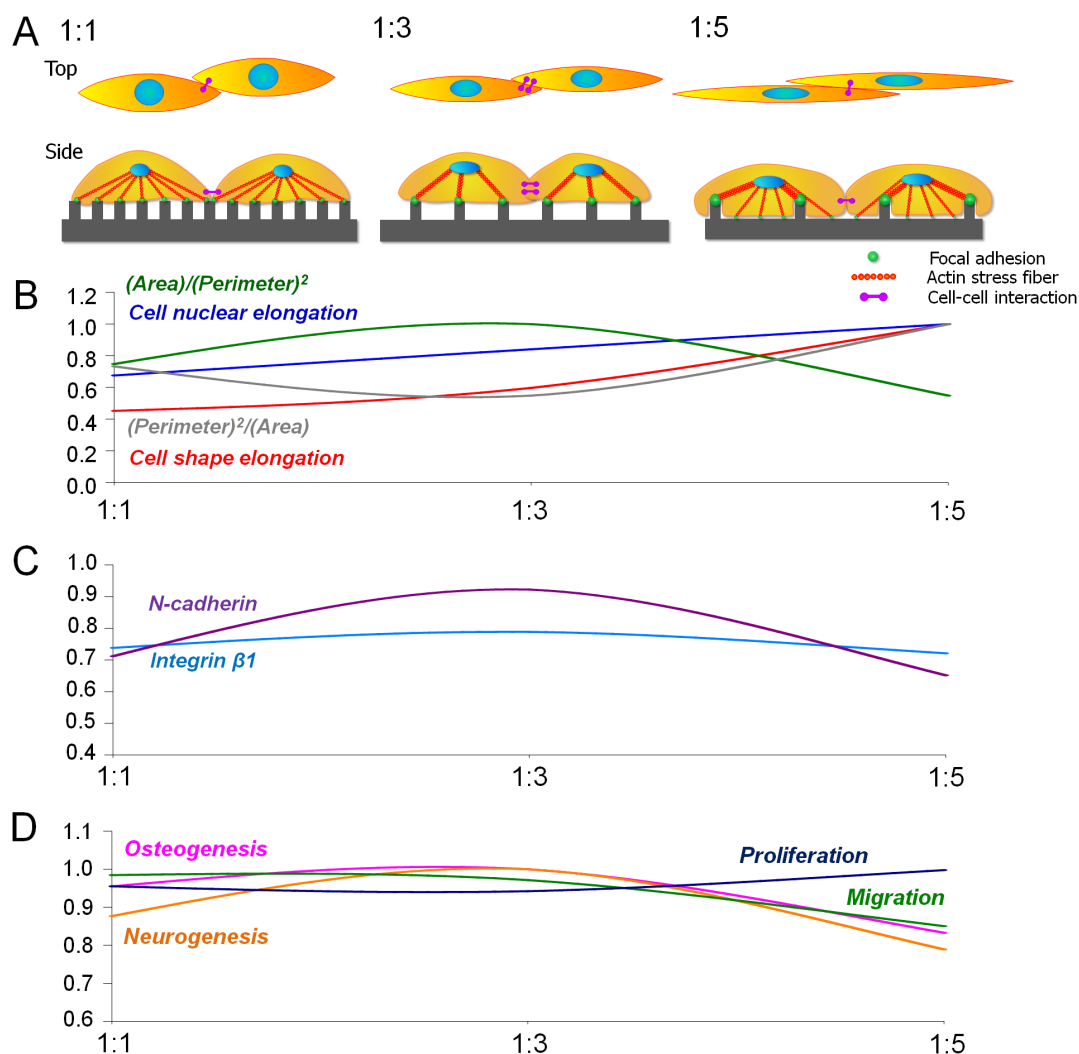 A
1:1
1:3
1:5
Top
Side
Focal adhesion
Actin stress fiber
Cell-cell interaction
B
(Area)/(Perimeter)²
Cell nuclear elongation
1.2
1.0
0.8
0.6
0.4
0.2
0.0
(Perimeter)²/(Area)
Cell shape elongation
1:1
1:3
1:5
C
1.0
0.9
0.8
0.7
0.6
0.5
0.4
N-cadherin
Integrin β1
1:1
1:3
1:5
D
1.1
1.0
0.9
0.8
0.7
0.6
Osteogenesis
Proliferation
Migration
Neurogenesis
1:1
1:3
1:5